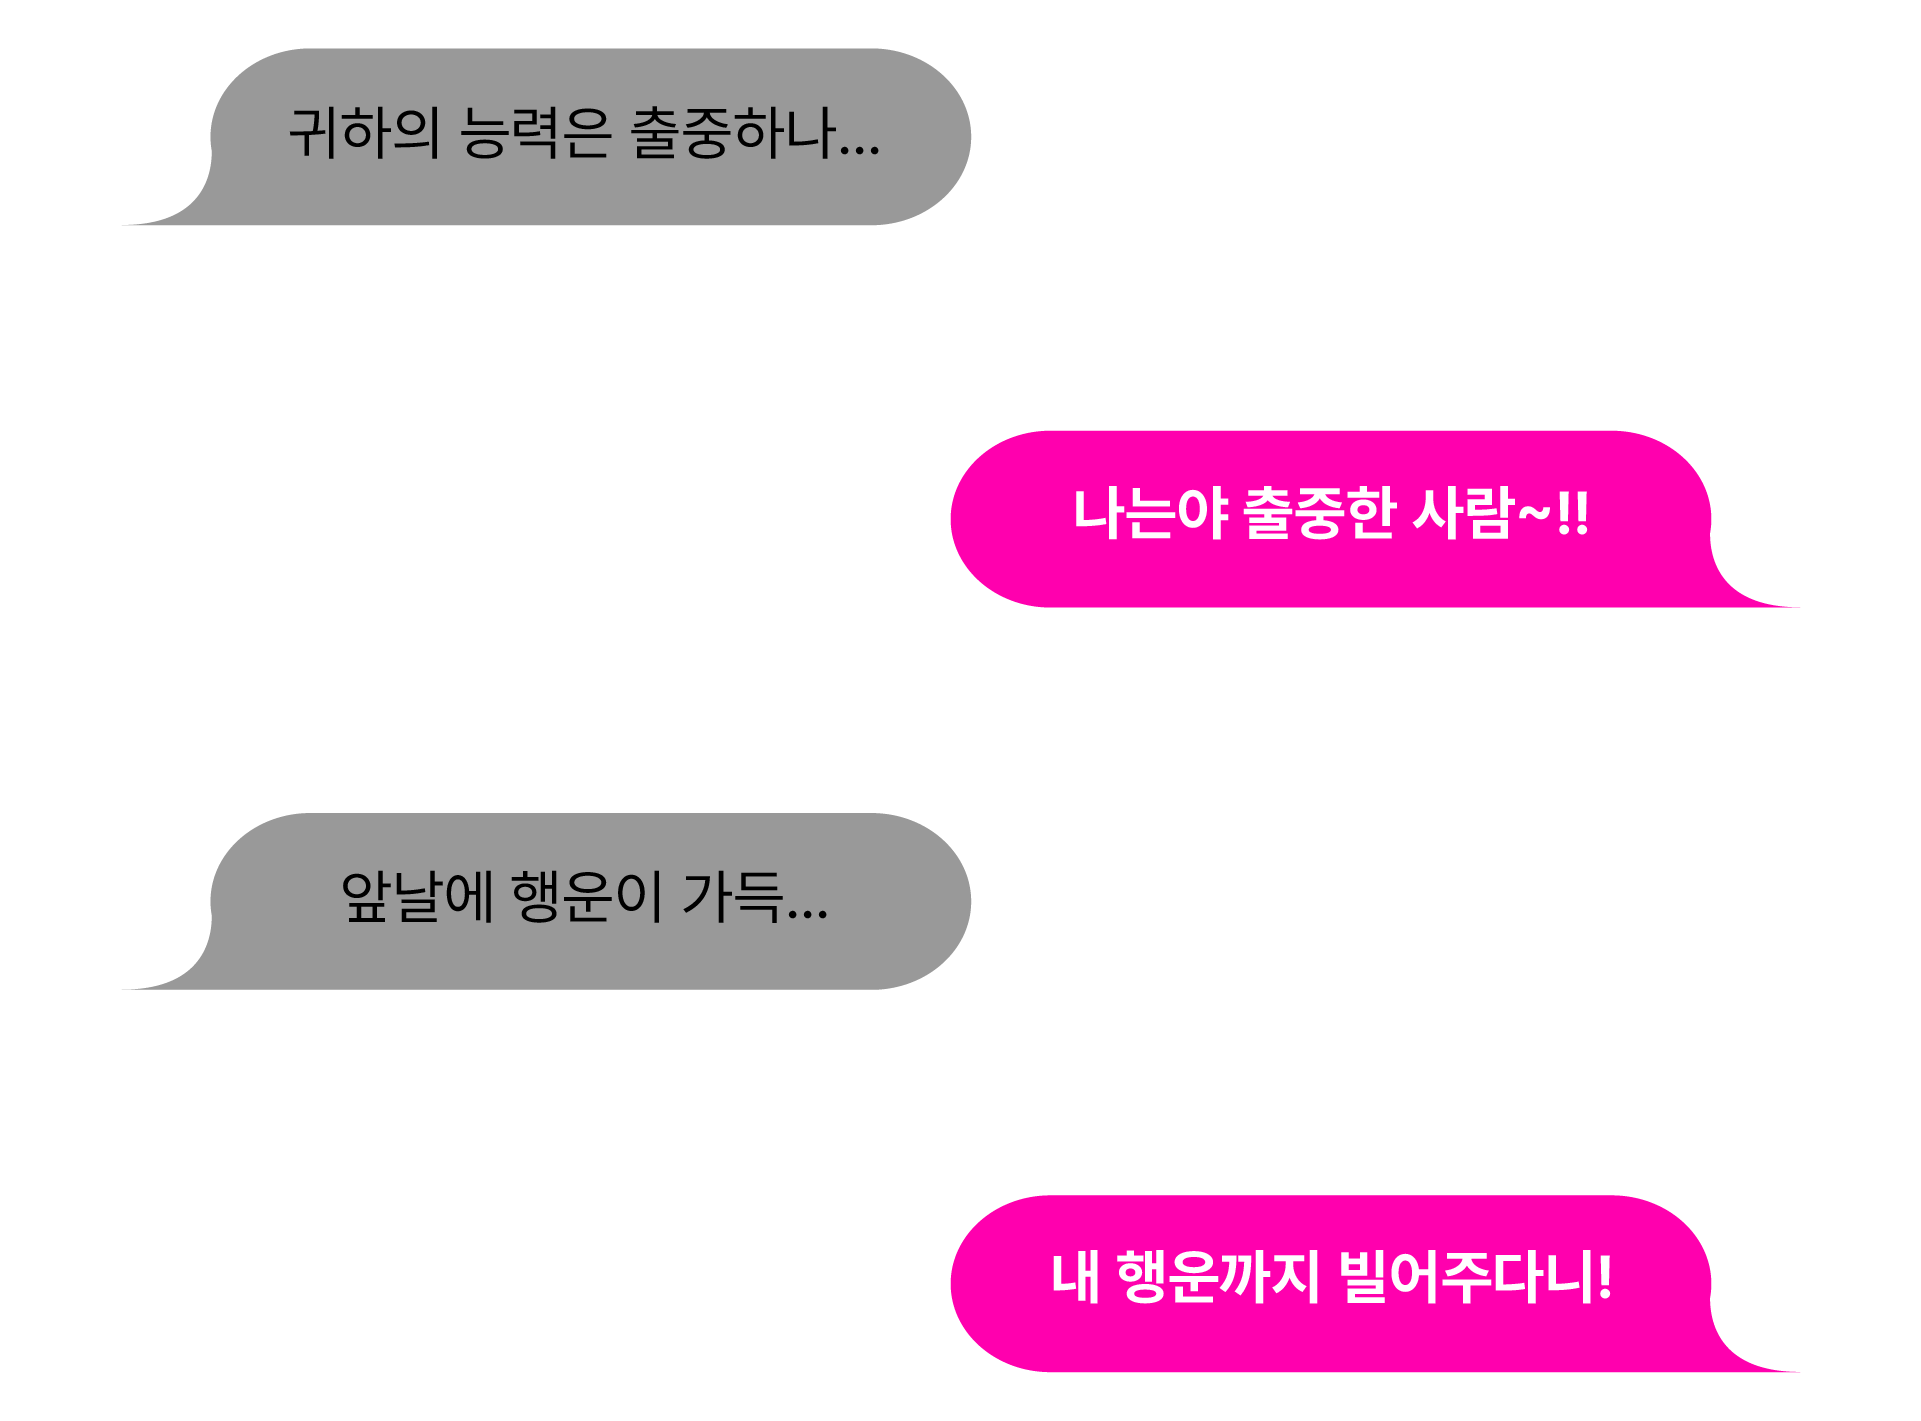 귀하의 능력은 출중하나...
나는야 출중한 사람~!!
앞날에 행운이 가득...
내 행운까지 빌어주다니!